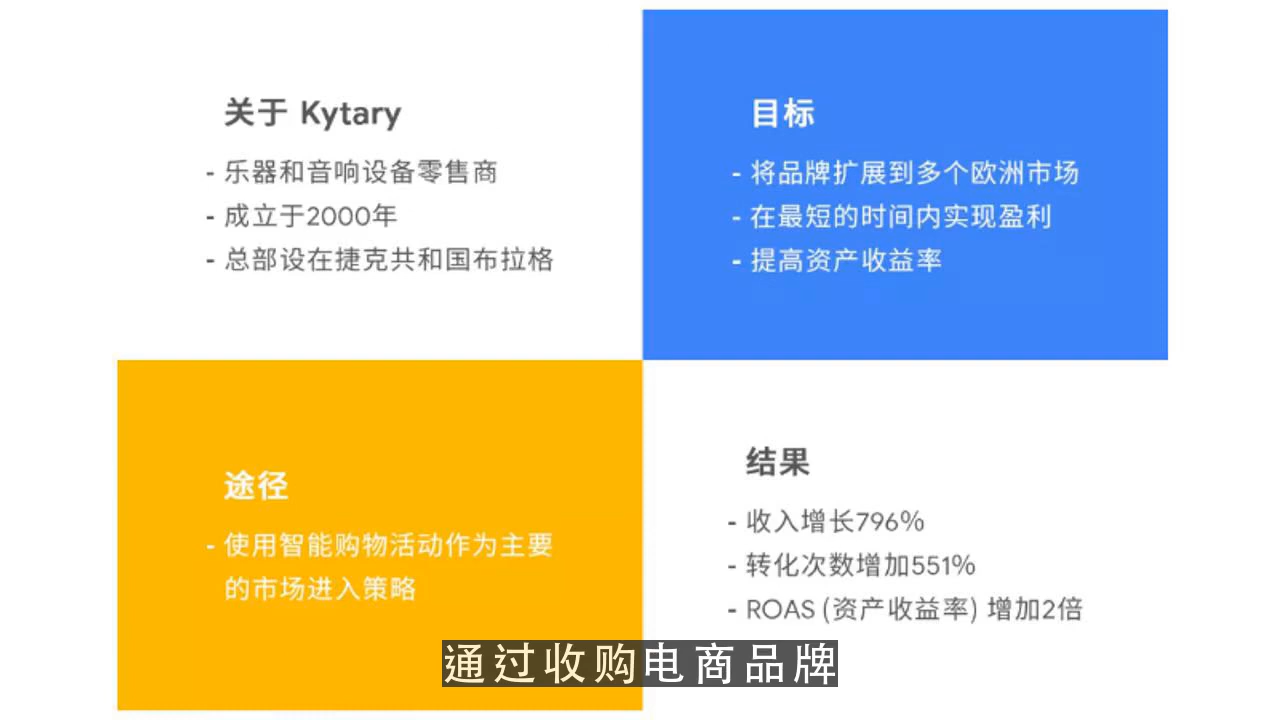 关于 Kytary
- 乐器和音响设备零售商
- 成立于2000年
- 总部设在捷克共和国布拉格
目标
- 将品牌扩展到多个欧洲市场
- 在最短的时间内实现盈利
- 提高资产收益率
途径
- 使用智能购物活动作为主要
的市场进入策略
结果
- 收入增长796%
- 转化次数增加551%
- ROAS (资产收益率) 增加2倍
通过收购电商品牌